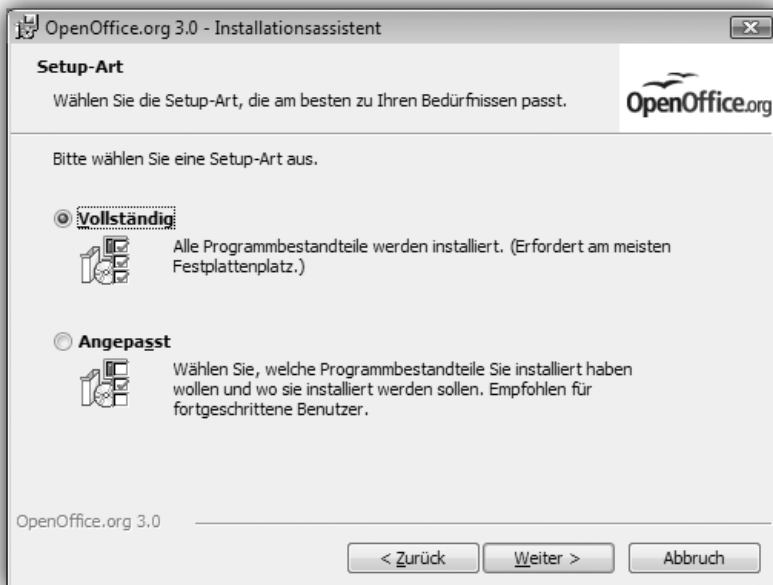 OpenOffice.org 3.0 - Installationsassistent
Setup-Art
Wählen Sie die Setup-Art, die am besten zu Ihren Bedürfnissen passt.
OpenOffice.org
Bitte wählen Sie eine Setup-Art aus.
Vollständig
Alle Programmbestandteile werden installiert. (Erfordert am meisten
Festplattenplatz.)
Angepasst
Wählen Sie, welche Programmbestandteile Sie installiert haben
wollen und wo sie installiert werden sollen. Empfohlen für
fortgeschrittene Benutzer.
OpenOffice.org 3.0
< Zurück Weiter > Abbruch